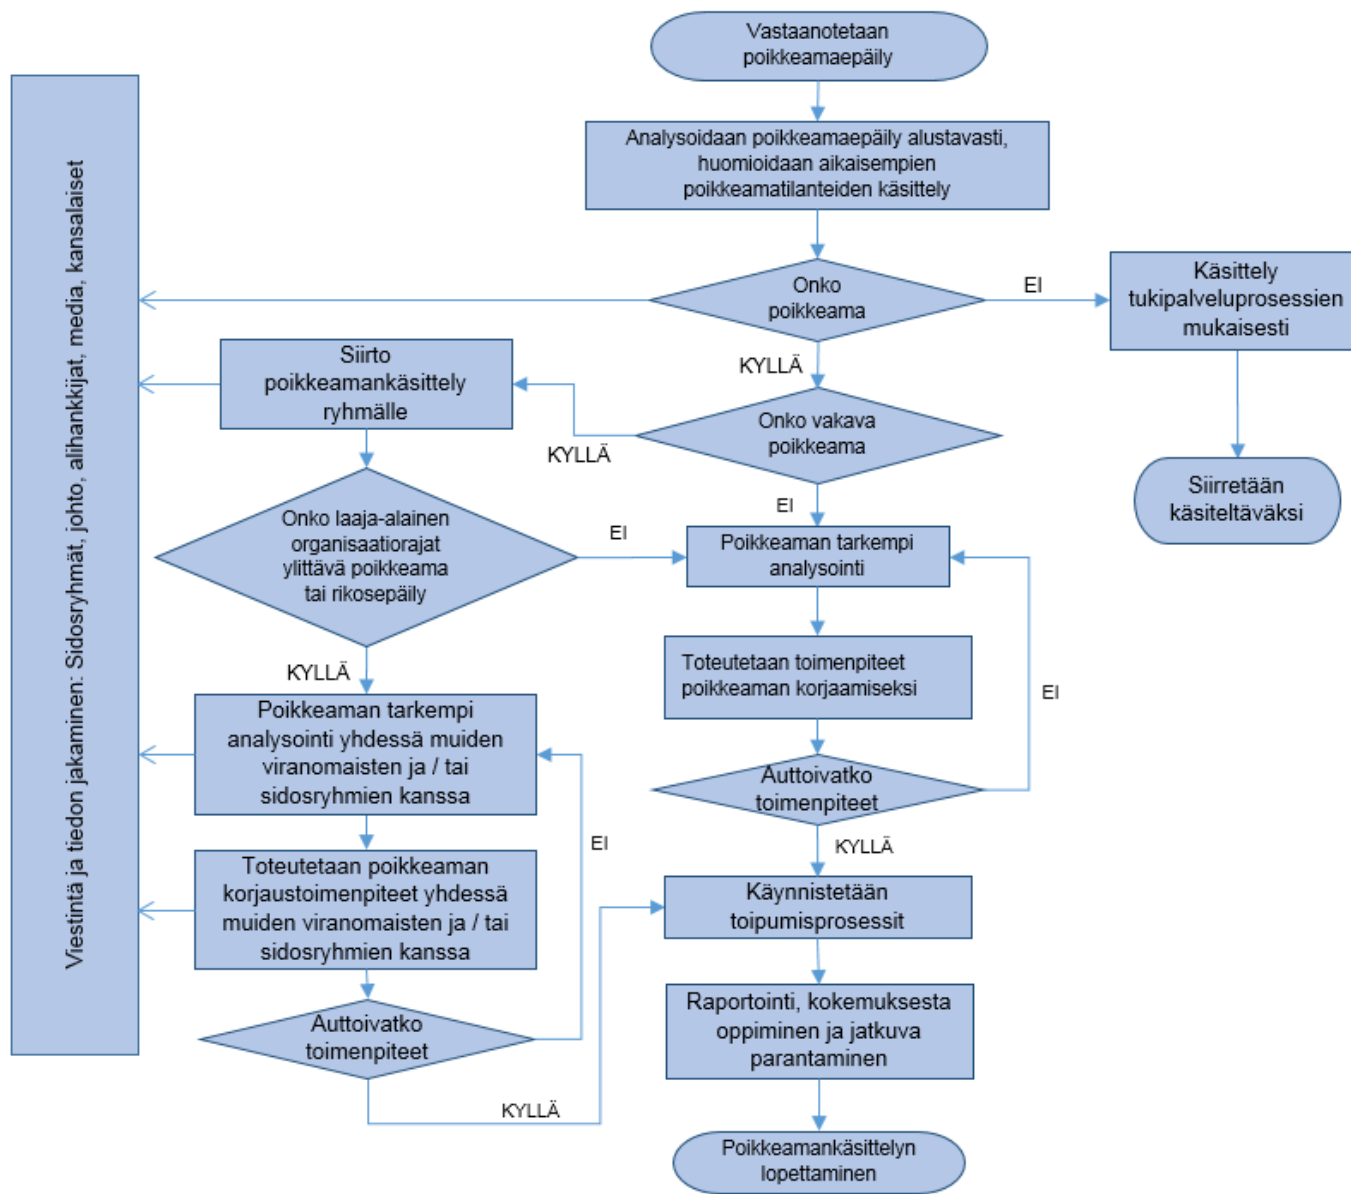 Vastaanotetaan
poikkeamaepäily
Analysoidaan poikkeamaepäily alustavasti,
huomioidaan aikaisempien
poikkeamatilanteiden käsittely
Onko
poikkeama
EI
Käsittely
tukipalveluprosessien
mukaisesti
Siirretään
käsiteltäväksi
KYLLÄ
Onko vakava
poikkeama
KYLLÄ
Siirto
poikkeamankäsittely
ryhmälle
Onko laaja-alainen
organisaatiorajat
ylittävä poikkeama
tai rikosepäily
EI
EI
Poikkeaman tarkempi
analysointi
Toteutetaan toimenpiteet
poikkeaman korjaamiseksi
EI
Auttoivatko
toimenpiteet
KYLLÄ
KYLLÄ
Poikkeaman tarkempi
analysointi yhdessä muiden
viranomaisten ja / tai
sidosryhmien kanssa
Toteutetaan poikkeaman
korjaustoimenpiteet yhdessä
muiden viranomaisten ja / tai
sidosryhmien kanssa
EI
Auttoivatko
toimenpiteet
KYLLÄ
Käynnistetään
toipumisprosessit
Raportointi, kokemuksesta
oppiminen ja jatkuva
parantaminen
Poikkeamankäsittelyn
lopettaminen
Viestintä ja tiedon jakaminen: Sidosryhmät, johto, alihankkijat, media, kansalaiset